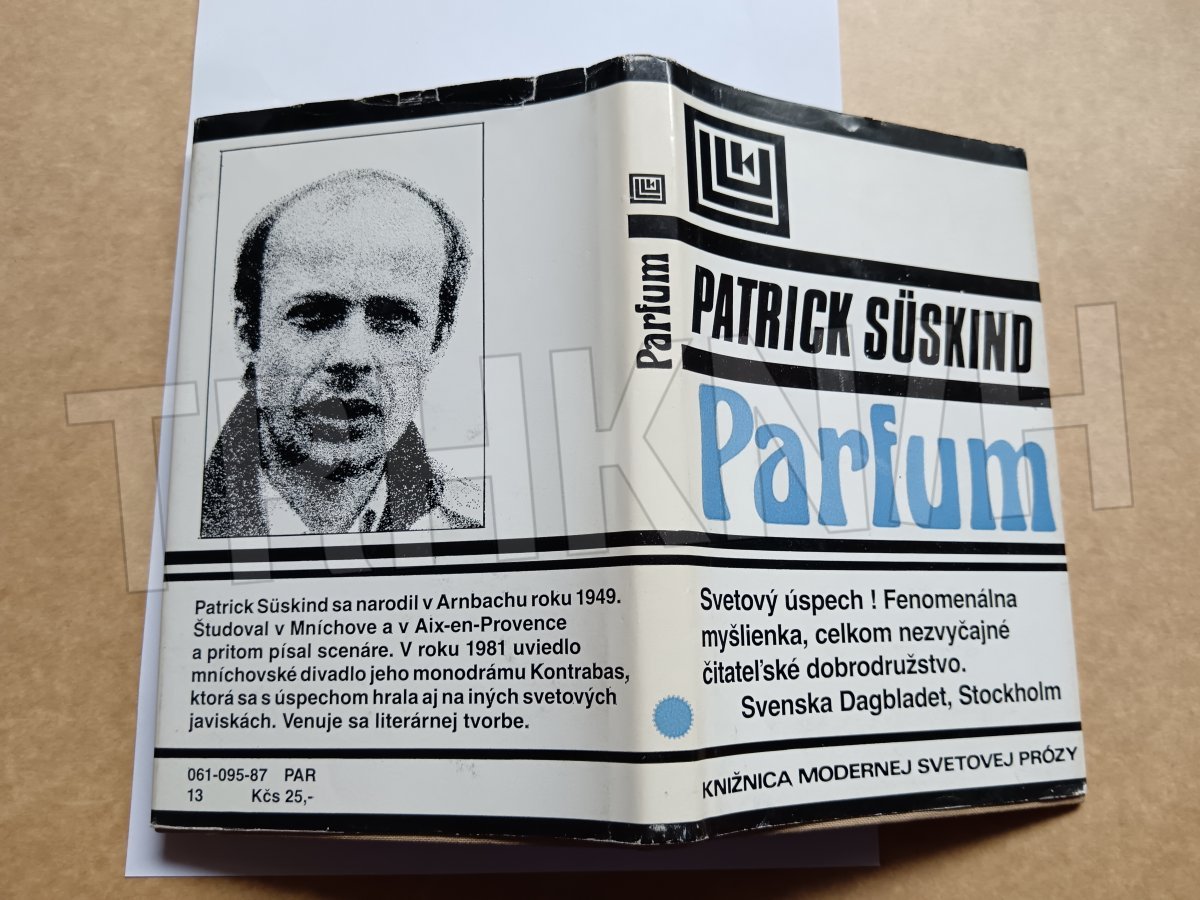 Patrick Süskind sa narodil v Arnbachu roku 1949.
Študoval v Mníchove a v Aix-en-Provence
a pritom písal scenáre. V roku 1981 uviedlo
mníchovské divadlo jeho monodrámu Kontrabas,
ktorá sa s úspechom hrala aj na iných svetových
javiskách. Venuje sa literárnej tvorbe.
061-095-87 PAR
13 Kčs 25,-
Parfum
PATRICK SÜSKIND
Parfum
Svetový úspech ! Fenomenálna
myšlienka, celkom nezvyčajné
čitateľské dobrodružstvo.
Svenska Dagbladet, Stockholm
KNIŽNICA MODERNEJ SVETOVEJ PRÓZY